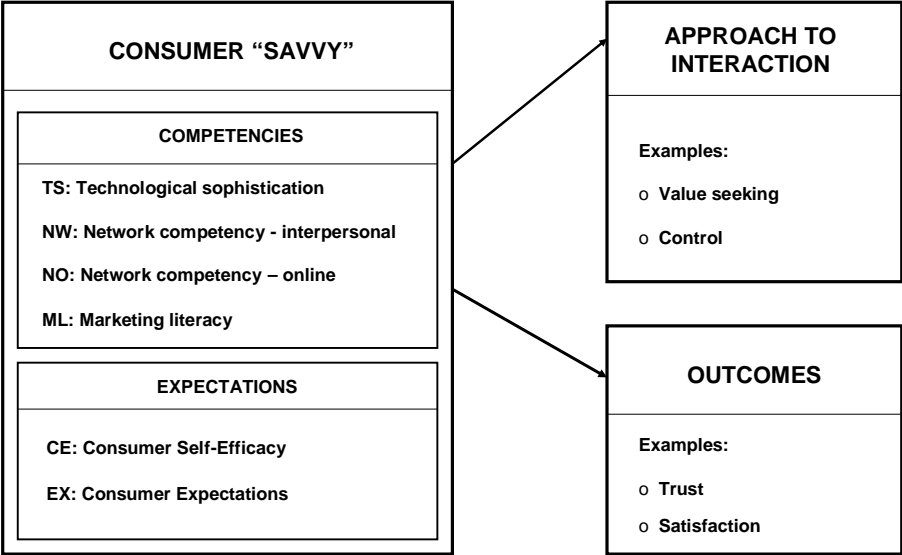 CONSUMER “SAVVY”
COMPETENCIES
TS: Technological sophistication
NW: Network competency - interpersonal
NO: Network competency – online
ML: Marketing literacy
EXPECTATIONS
CE: Consumer Self-Efficacy
EX: Consumer Expectations
APPROACH TO
INTERACTION
Examples:
o Value seeking
o Control
OUTCOMES
Examples:
o Trust
o Satisfaction